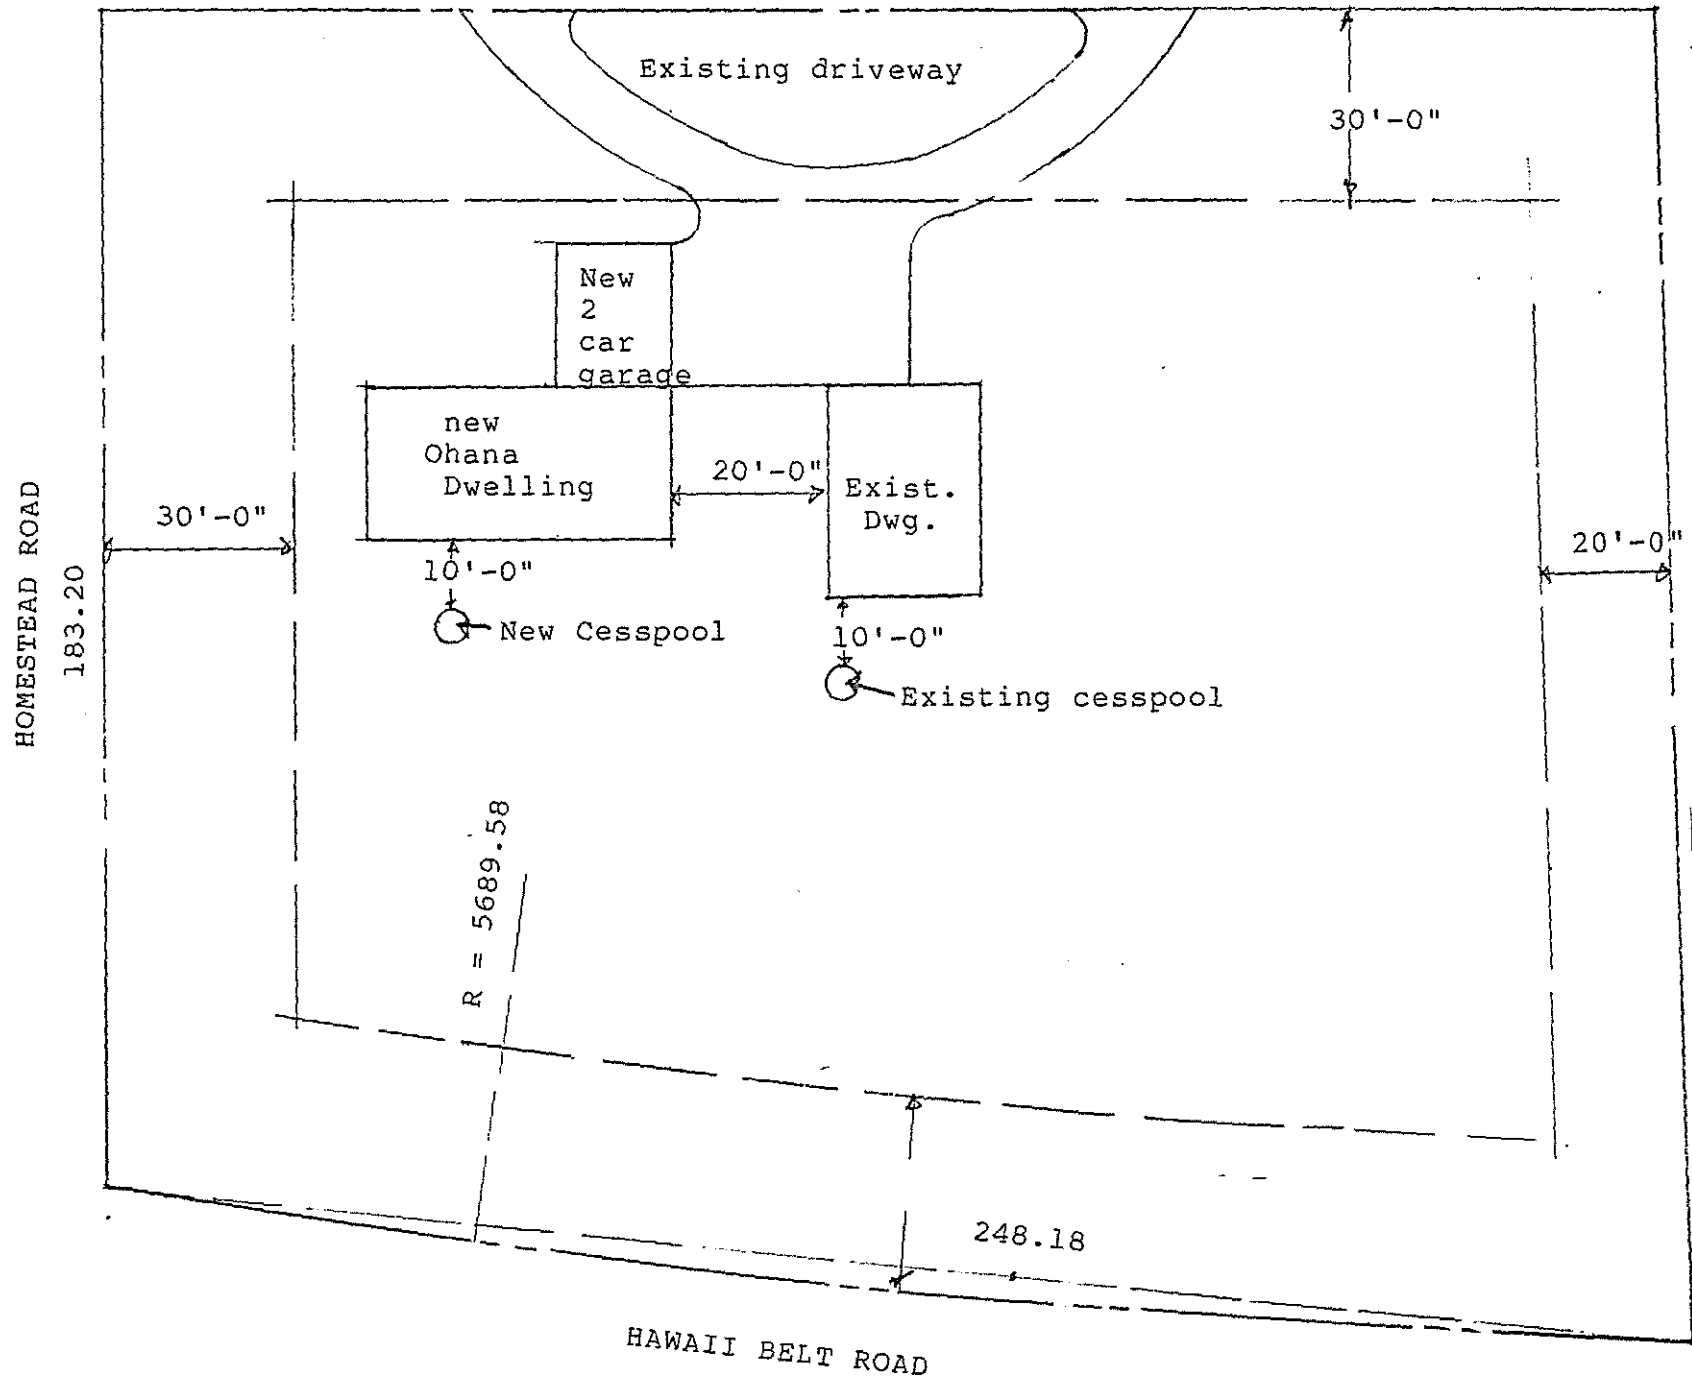 Existing driveway
30'-0"
New
2
car
garage
new
Ohana
Dwelling
20'-0"
Exist.
Dwg.
HOMESTEAD ROAD
183.20
30'-0"
20'-0"
10'-0"
New Cesspool
10'-0"
Existing cesspool
R = 5689.58
248.18
HAWAII BELT ROAD